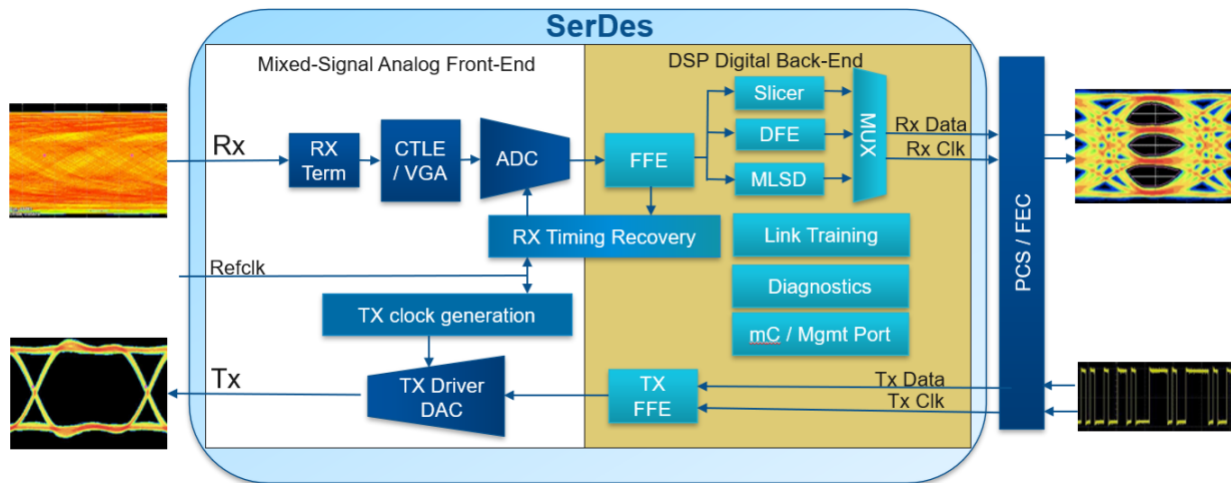 SerDes
Mixed-Signal Analog Front-End
DSP Digital Back-End
Rx
RX
Term
CTLE
/ VGA
ADC
FFE
Slicer
DFE
MLSD
MUX
Rx Data
Rx Clk
PCS / FEC
RX Timing Recovery
Link Training
Refclk
Diagnostics
TX clock generation
mC / Mgmt Port
Tx
TX Driver
DAC
TX
FFE
Tx Data
Tx Clk